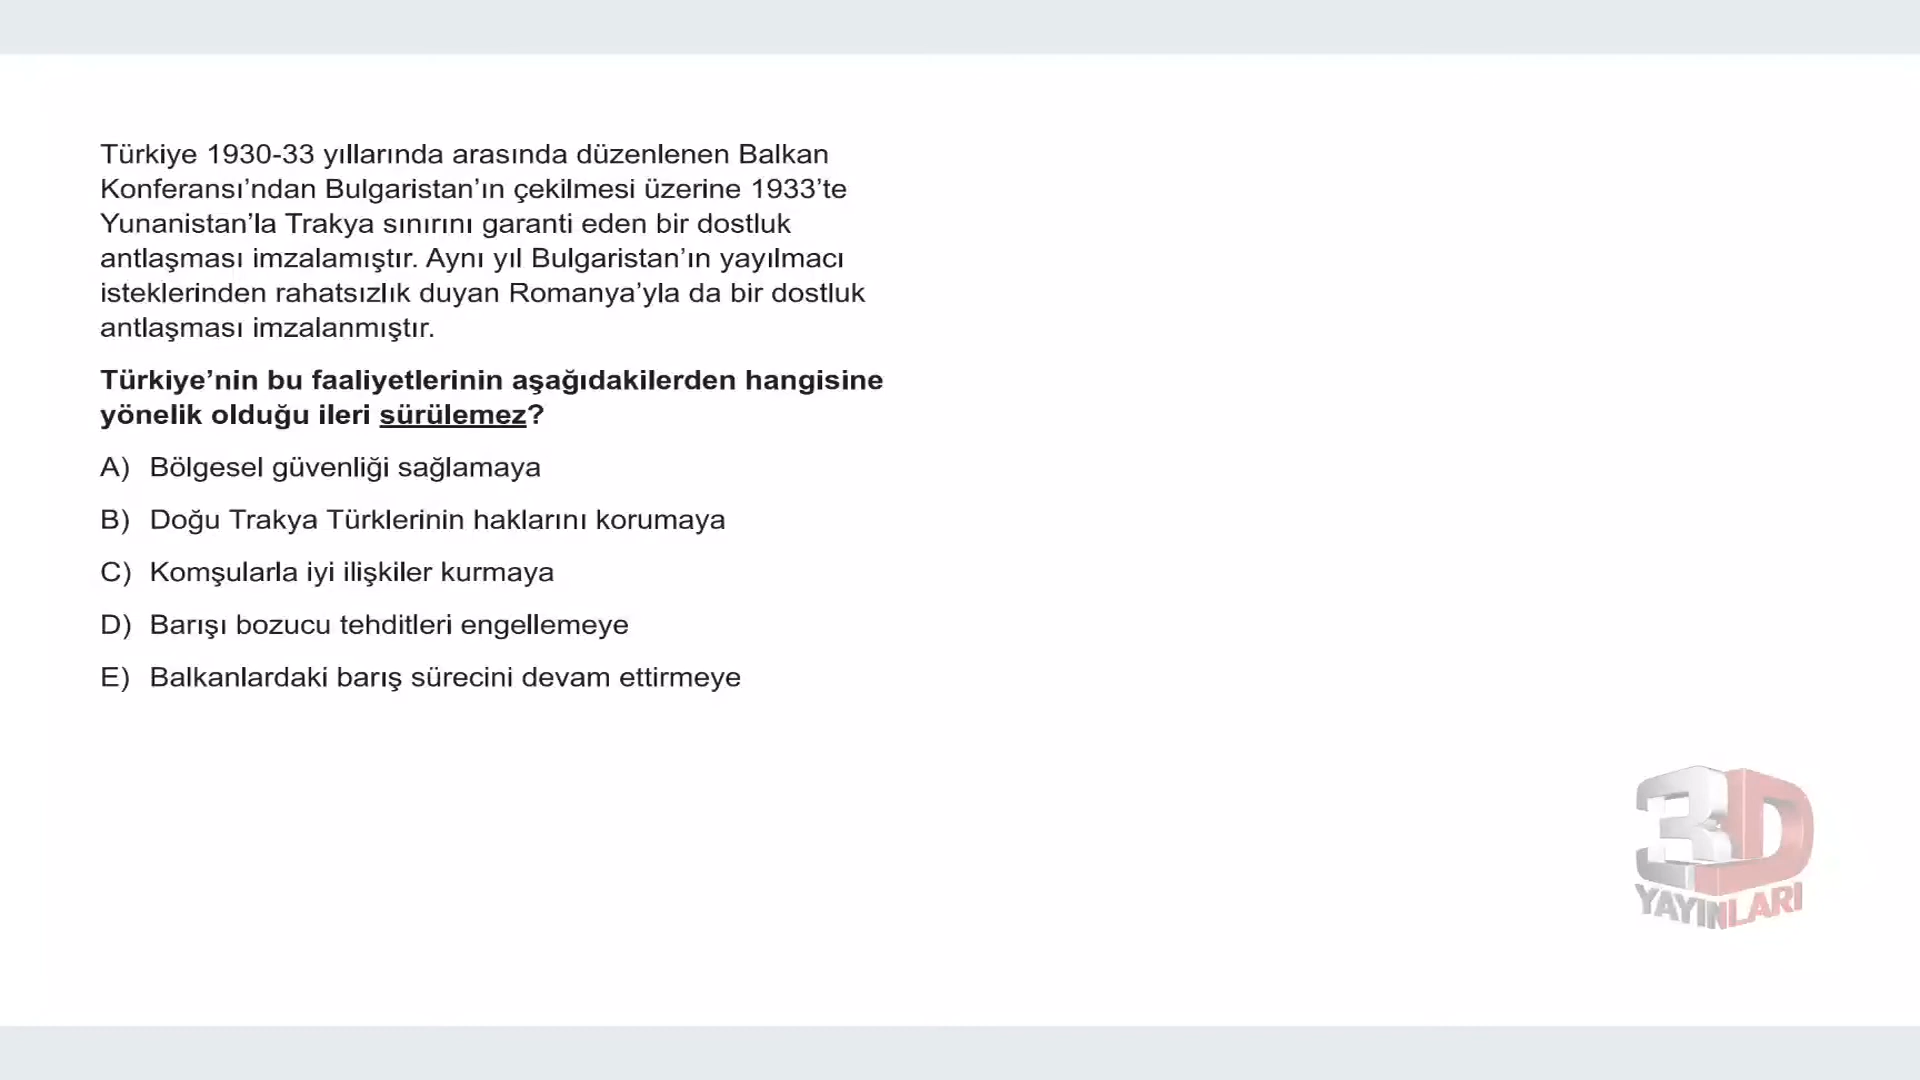 Türkiye 1930-33 yıllarında arasında düzenlenen Balkan
Konferansı’ndan Bulgaristan’ın çekilmesi üzerine 1933’te
Yunanistan’la Trakya sınırını garanti eden bir dostluk
antlaşması imzalamıştır. Aynı yıl Bulgaristan’ın yayılmacı
isteklerinden rahatsızlık duyan Romanya’yla da bir dostluk
antlaşması imzalanmıştır.
Türkiye’nin bu faaliyetlerinin aşağıdakilerden hangisine
yönelik olduğu ileri sürülemez?
A) Bölgesel güvenliği sağlamaya
B) Doğu Trakya Türklerinin haklarını korumaya
C) Komşularla iyi ilişkiler kurmaya
D) Barışı bozucu tehditleri engellemeye
E) Balkanlardaki barış sürecini devam ettirmeye
3D
YAYINLARI